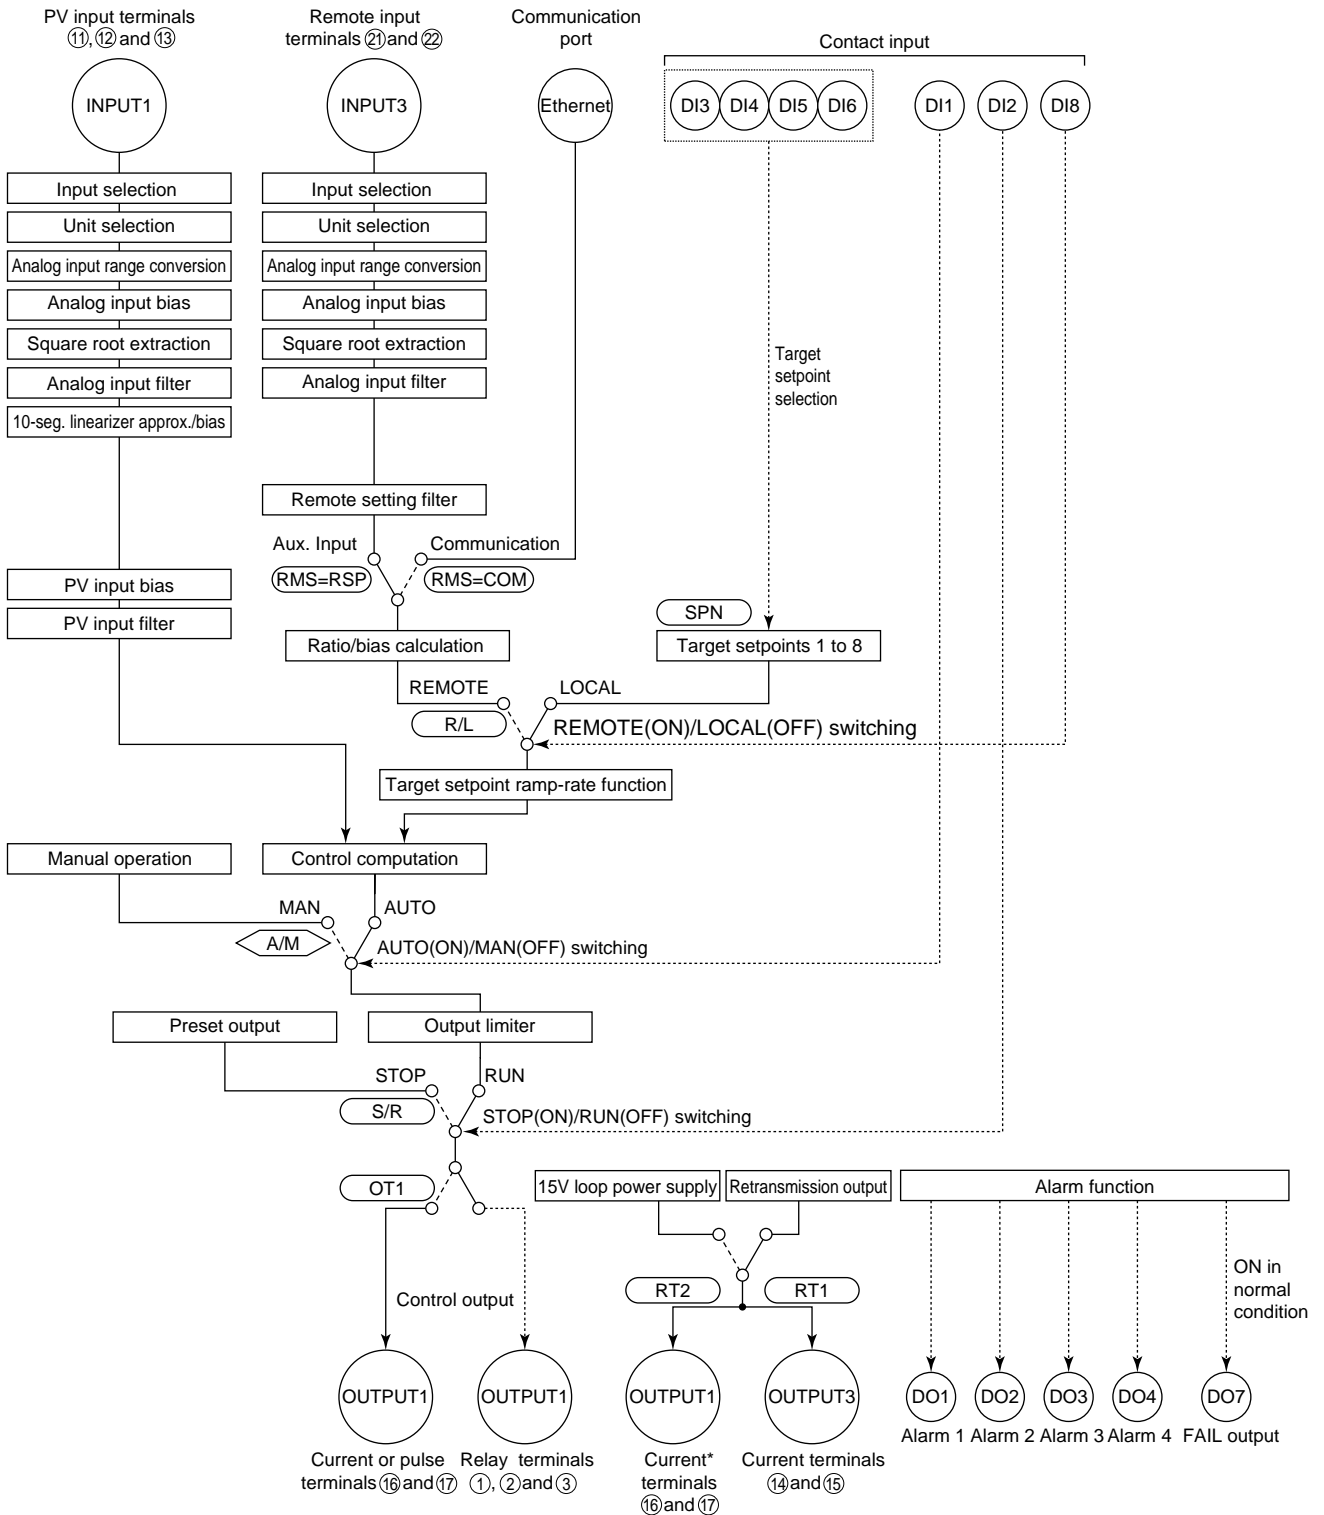 PV input terminals
⑪, ⑫ and ⑬
Remote input
terminals ㉑ and ㉒
Communication
port
Contact input
INPUT1
INPUT3
Ethernet
DI3
DI4
DI5
DI6
DI1
DI2
DI8
Input selection
Unit selection
Analog input range conversion
Analog input bias
Square root extraction
Analog input filter
10-seg. linearizer approx./bias
Input selection
Unit selection
Analog input range conversion
Analog input bias
Square root extraction
Analog input filter
Target
setpoint
selection
Remote setting filter
Aux. Input
Communication
RMS=RSP
RMS=COM
PV input bias
PV input filter
SPN
Ratio/bias calculation
Target setpoints 1 to 8
REMOTE
LOCAL
R/L
REMOTE(ON)/LOCAL(OFF) switching
Target setpoint ramp-rate function
Manual operation
Control computation
MAN
AUTO
A/M
AUTO(ON)/MAN(OFF) switching
Preset output
Output limiter
STOP
RUN
S/R
STOP(ON)/RUN(OFF) switching
OT1
15V loop power supply
Retransmission output
Alarm function
Control output
RT2
RT1
ON in
normal
condition
OUTPUT1
OUTPUT1
OUTPUT1
OUTPUT3
DO1
DO2
DO3
DO4
DO7
Alarm 1
Alarm 2
Alarm 3
Alarm 4
FAIL output
Current or pulse
terminals ⑯ and ⑰
Relay terminals
①, ② and ③
Current*
terminals
⑯ and ⑰
Current terminals
⑭ and ⑮